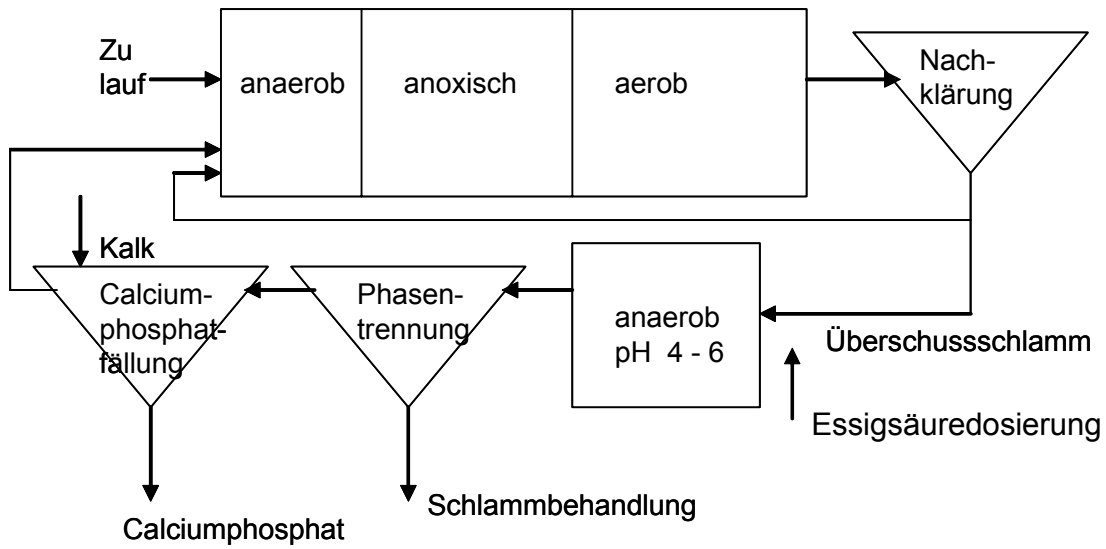 Zu
lauf
anaerob
anoxisch
aerob
Nach-
klärung
Kalk
Calcium-
phosphat-
fällung
Phasen-
trennung
anaerob
pH 4 - 6
Überschussschlamm
Essigsäuredosierung
Schlammbehandlung
Calciumphosphat